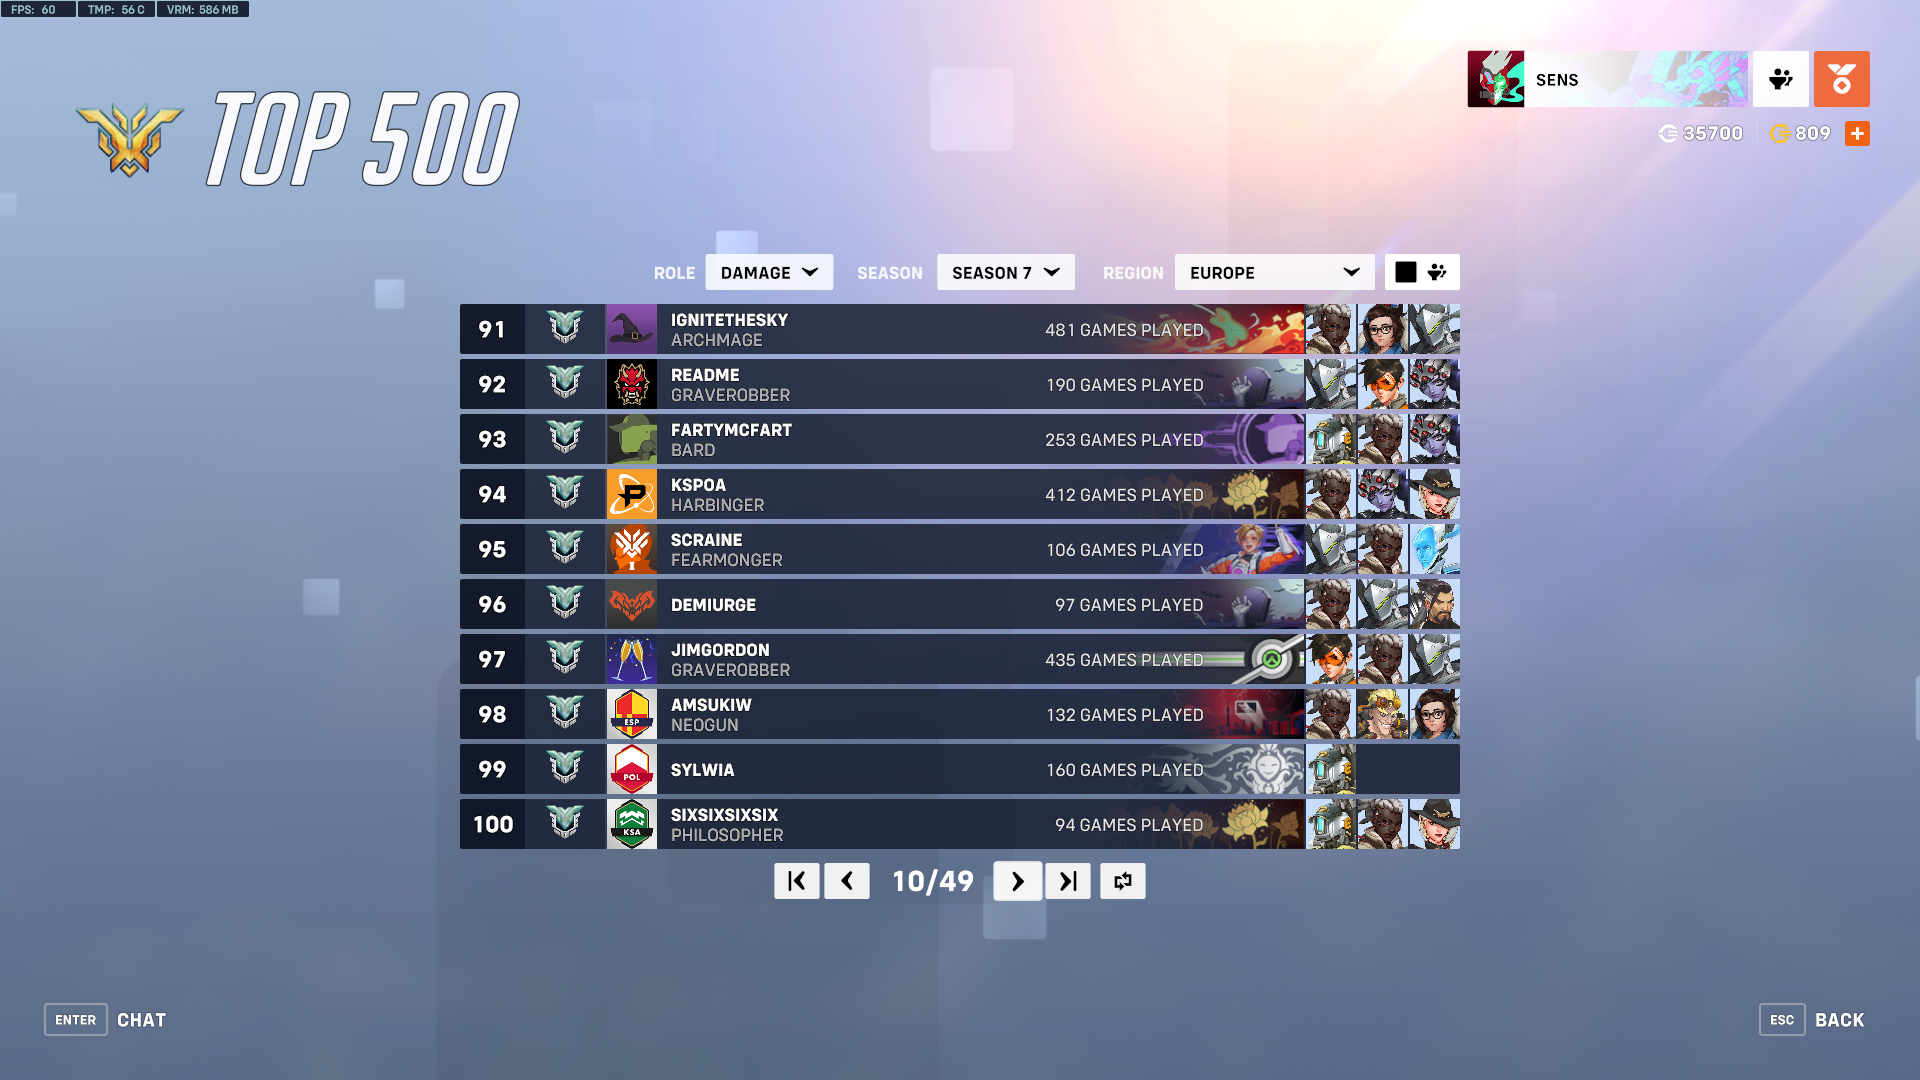 FPS: 60 TMP: 56 C VRM: 586 MB
TOP 500
SENS
35700 809
ROLE DAMAGE SEASON SEASON 7 REGION EUROPE
91 IGNITETHESKY 481 GAMES PLAYED
ARCHMAGE
92 README 190 GAMES PLAYED
GRAVEROBBER
93 FARTYMCFART 253 GAMES PLAYED
BARD
94 KSPOA 412 GAMES PLAYED
HARBINGER
95 SCRAINE 106 GAMES PLAYED
FEARMONGER
96 DEMIURGE 97 GAMES PLAYED
97 JIMGORDON 435 GAMES PLAYED
GRAVEROBBER
98 ESP AMSUKIW 132 GAMES PLAYED
NEOGUN
99 POL SYLWIA 160 GAMES PLAYED
100 KSA SIXSIXSIXSIX 94 GAMES PLAYED
PHILOSOPHER
10/49
ENTER CHAT
ESC BACK